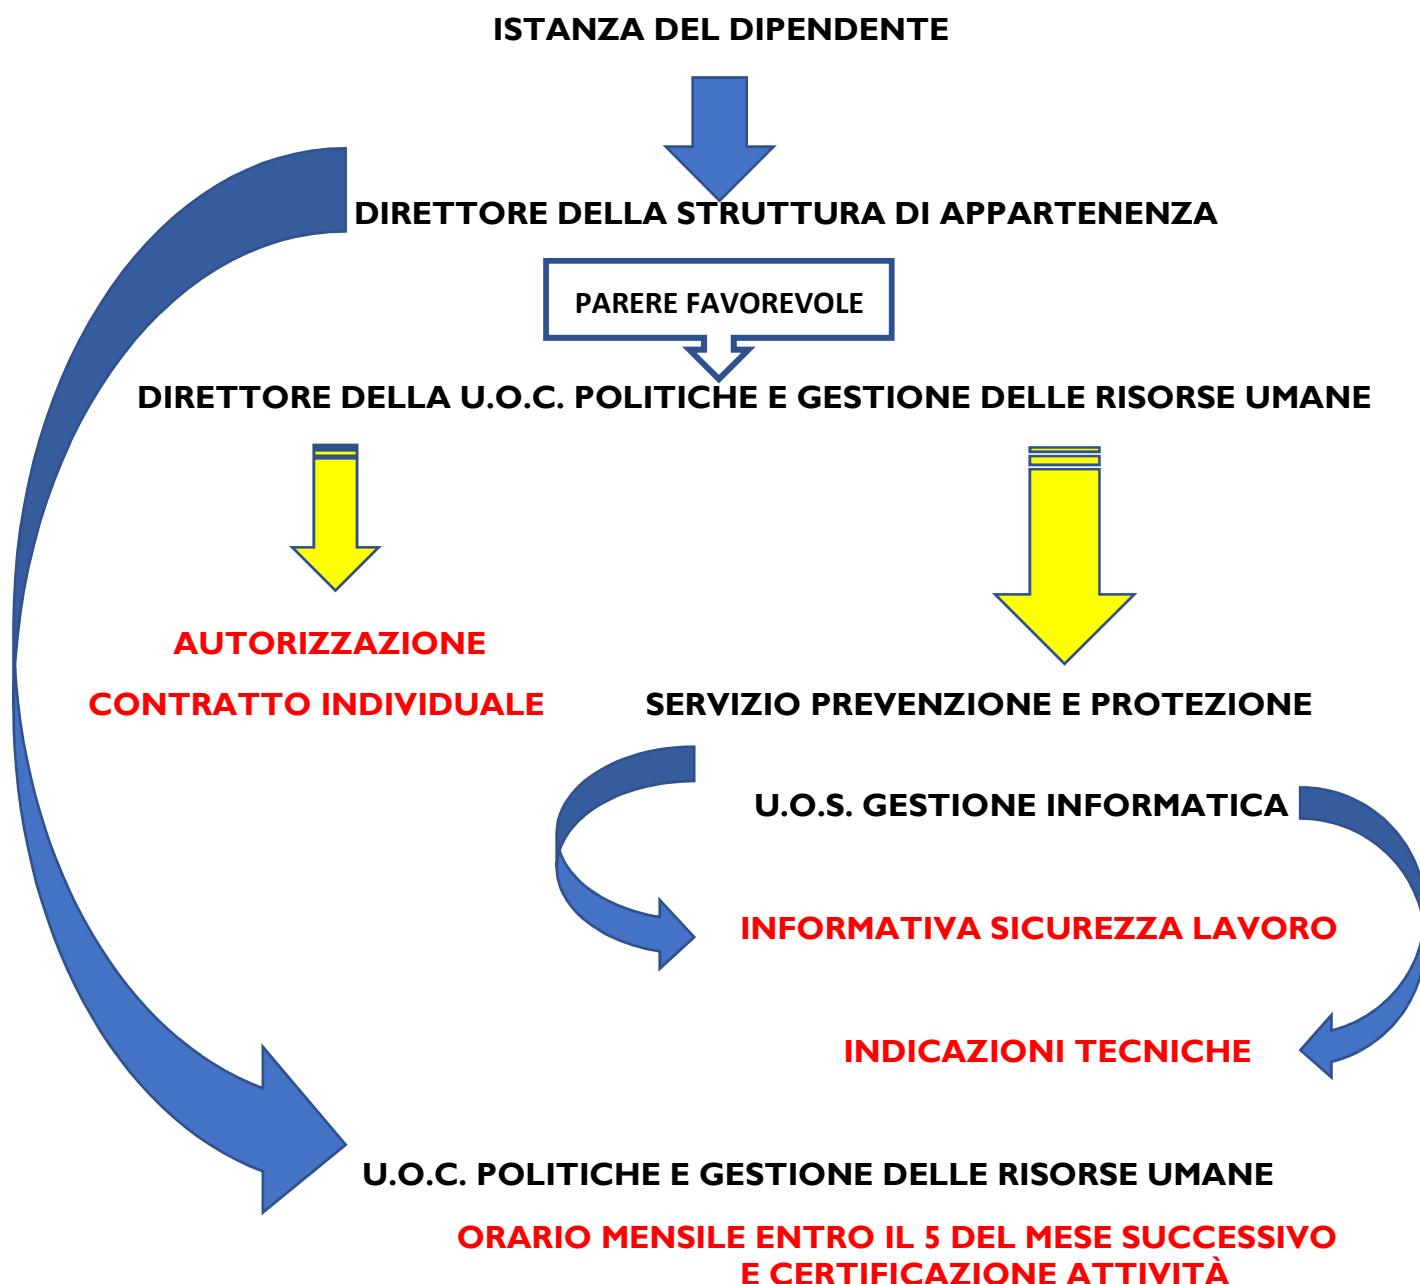 ISTANZA DEL DIPENDENTE
DIRETTORE DELLA STRUTTURA DI APPARTENENZA
PARERE FAVOREVOLE
DIRETTORE DELLA U.O.C. POLITICHE E GESTIONE DELLE RISORSE UMANE
AUTORIZZAZIONE
CONTRATTO INDIVIDUALE
SERVIZIO PREVENZIONE E PROTEZIONE
U.O.S. GESTIONE INFORMATICA
INFORMATIVA SICUREZZA LAVORO
INDICAZIONI TECNICHE
U.O.C. POLITICHE E GESTIONE DELLE RISORSE UMANE
ORARIO MENSILE ENTRO IL 5 DEL MESE SUCCESSIVO
E CERTIFICAZIONE ATTIVITÀ